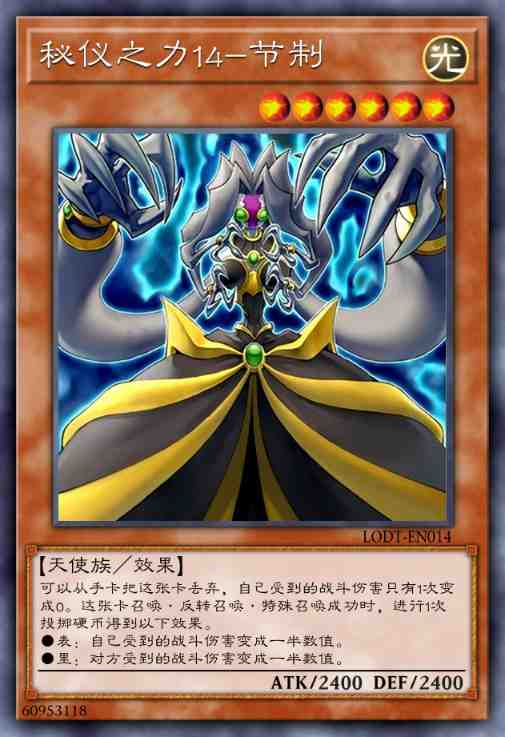 秘仪之力14-节制
光
LODT-EN014
【天使族／效果】
可以从手卡把这张卡丢弃，自己受到的战斗伤害只有1次变
成0。这张卡召唤·反转召唤·特殊召唤成功时，进行1次
投掷硬币得到以下效果。
●表：自己受到的战斗伤害变成一半数值。
●里：对方受到的战斗伤害变成一半数值。
ATK/2400 DEF/2400
60953118